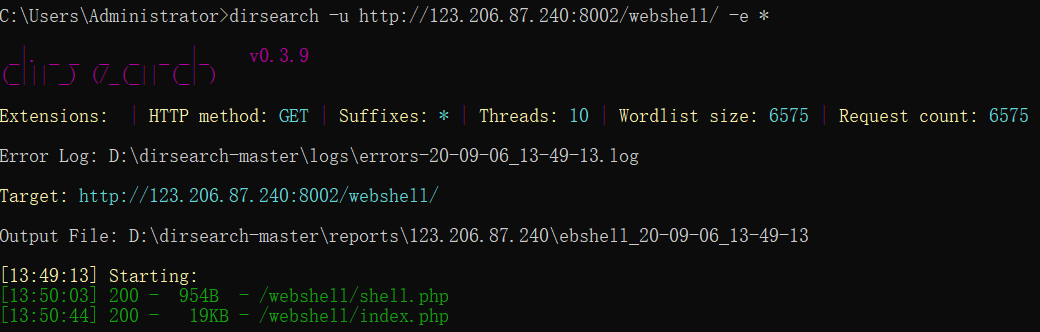 C:\Users\Administrator>dirsearch -u http://123.206.87.240:8002/webshell/ -e *
dirsearch v0.3.9
Extensions: | HTTP method: GET | Suffixes: * | Threads: 10 | Wordlist size: 6575 | Request count: 6575
Error Log: D:\dirsearch-master\logs\errors-20-09-06_13-49-13.log
Target: http://123.206.87.240:8002/webshell/
Output File: D:\dirsearch-master\reports\123.206.87.240\ebshell_20-09-06_13-49-13
[13:49:13] Starting:
[13:50:03] 200 - 954B - /webshell/shell.php
[13:50:44] 200 - 19KB - /webshell/index.php